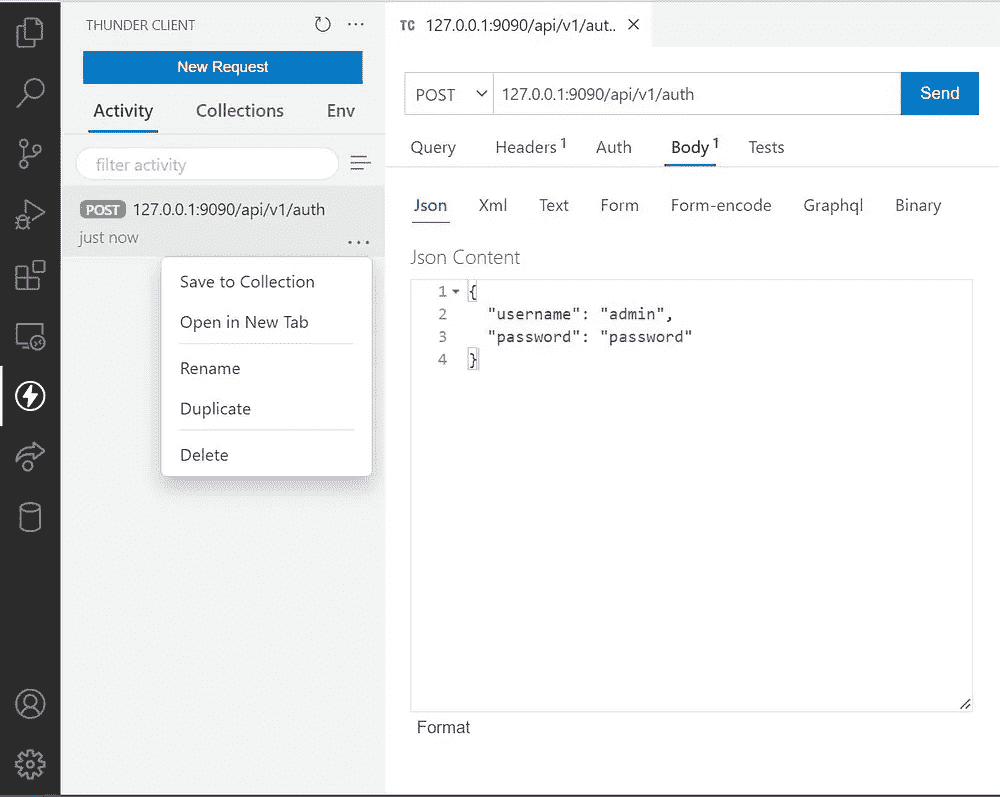 THUNDER CLIENT
New Request
Activity Collections Env
filter activity
POST 127.0.0.1:9090/api/v1/auth
just now
Save to Collection
Open in New Tab
Rename
Duplicate
Delete
TC 127.0.0.1:9090/api/v1/aut..
POST 127.0.0.1:9090/api/v1/auth Send
Query Headers 1 Auth Body 1 Tests
Json Xml Text Form Form-encode Graphql Binary
Json Content
1 {
2 "username": "admin",
3 "password": "password"
4 }
Format